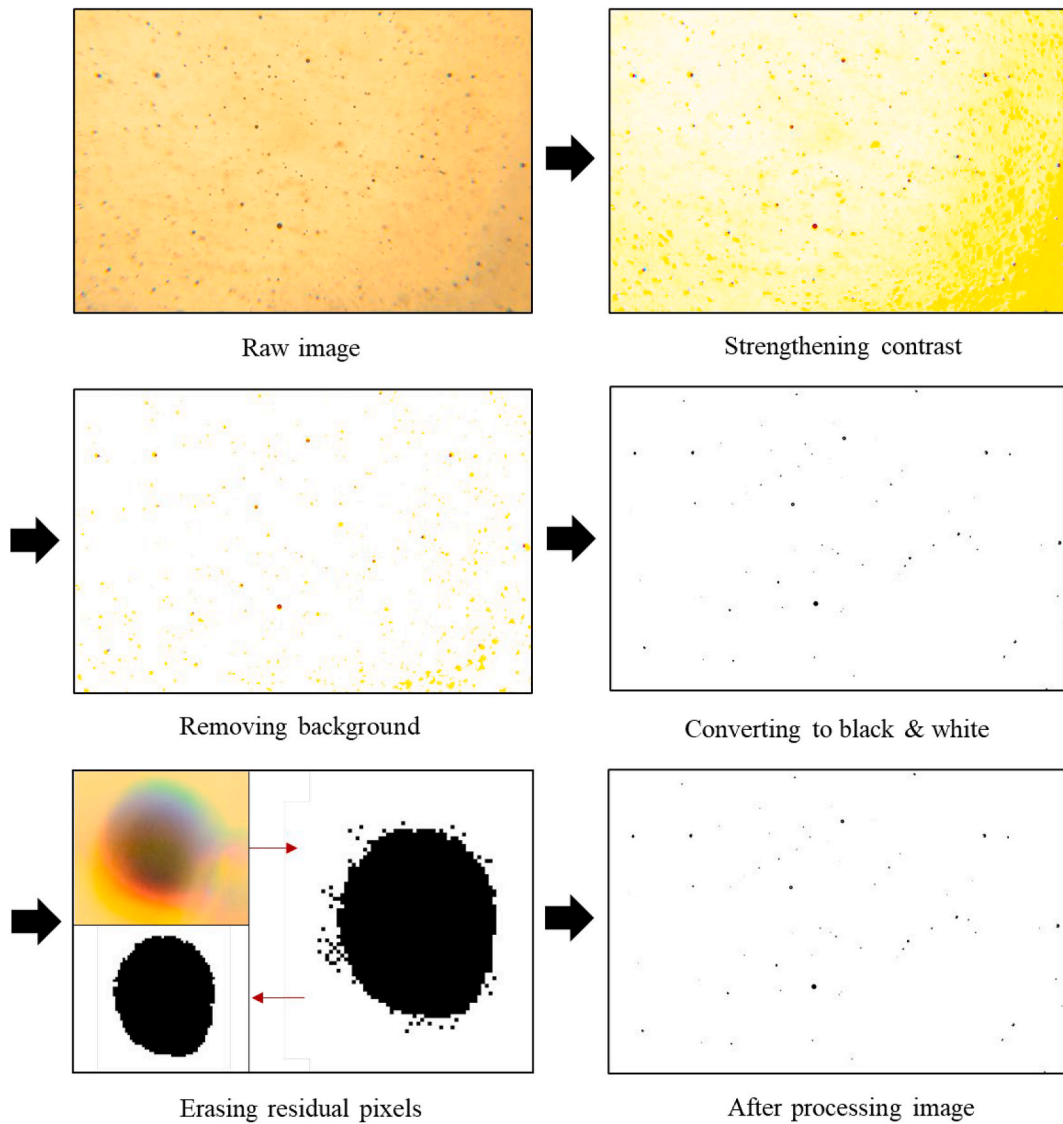 Raw image
Strengthening contrast
Removing background
Converting to black & white
Erasing residual pixels
After processing image